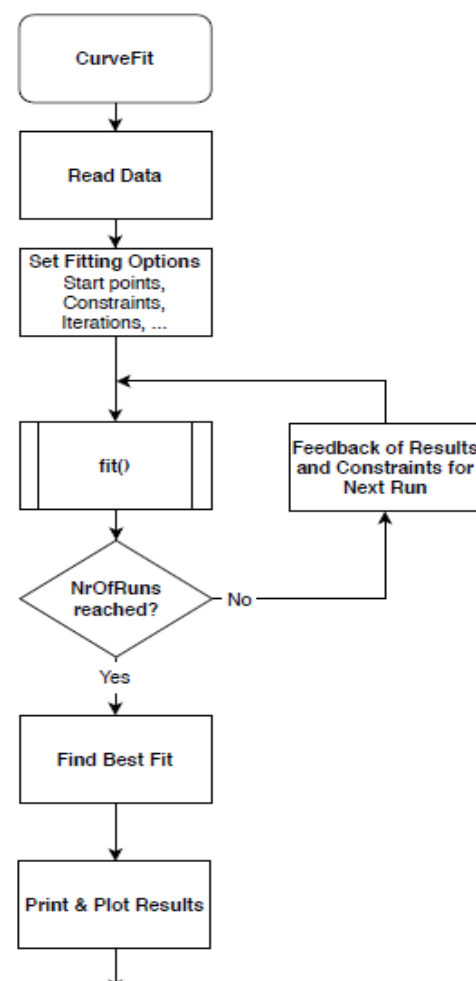 CurveFit
Read Data
Set Fitting Options
Start points,
Constraints,
Iterations, ...
fit()
Feedback of Results
and Constraints for
Next Run
NrOfRuns
reached?
No
Yes
Find Best Fit
Print & Plot Results